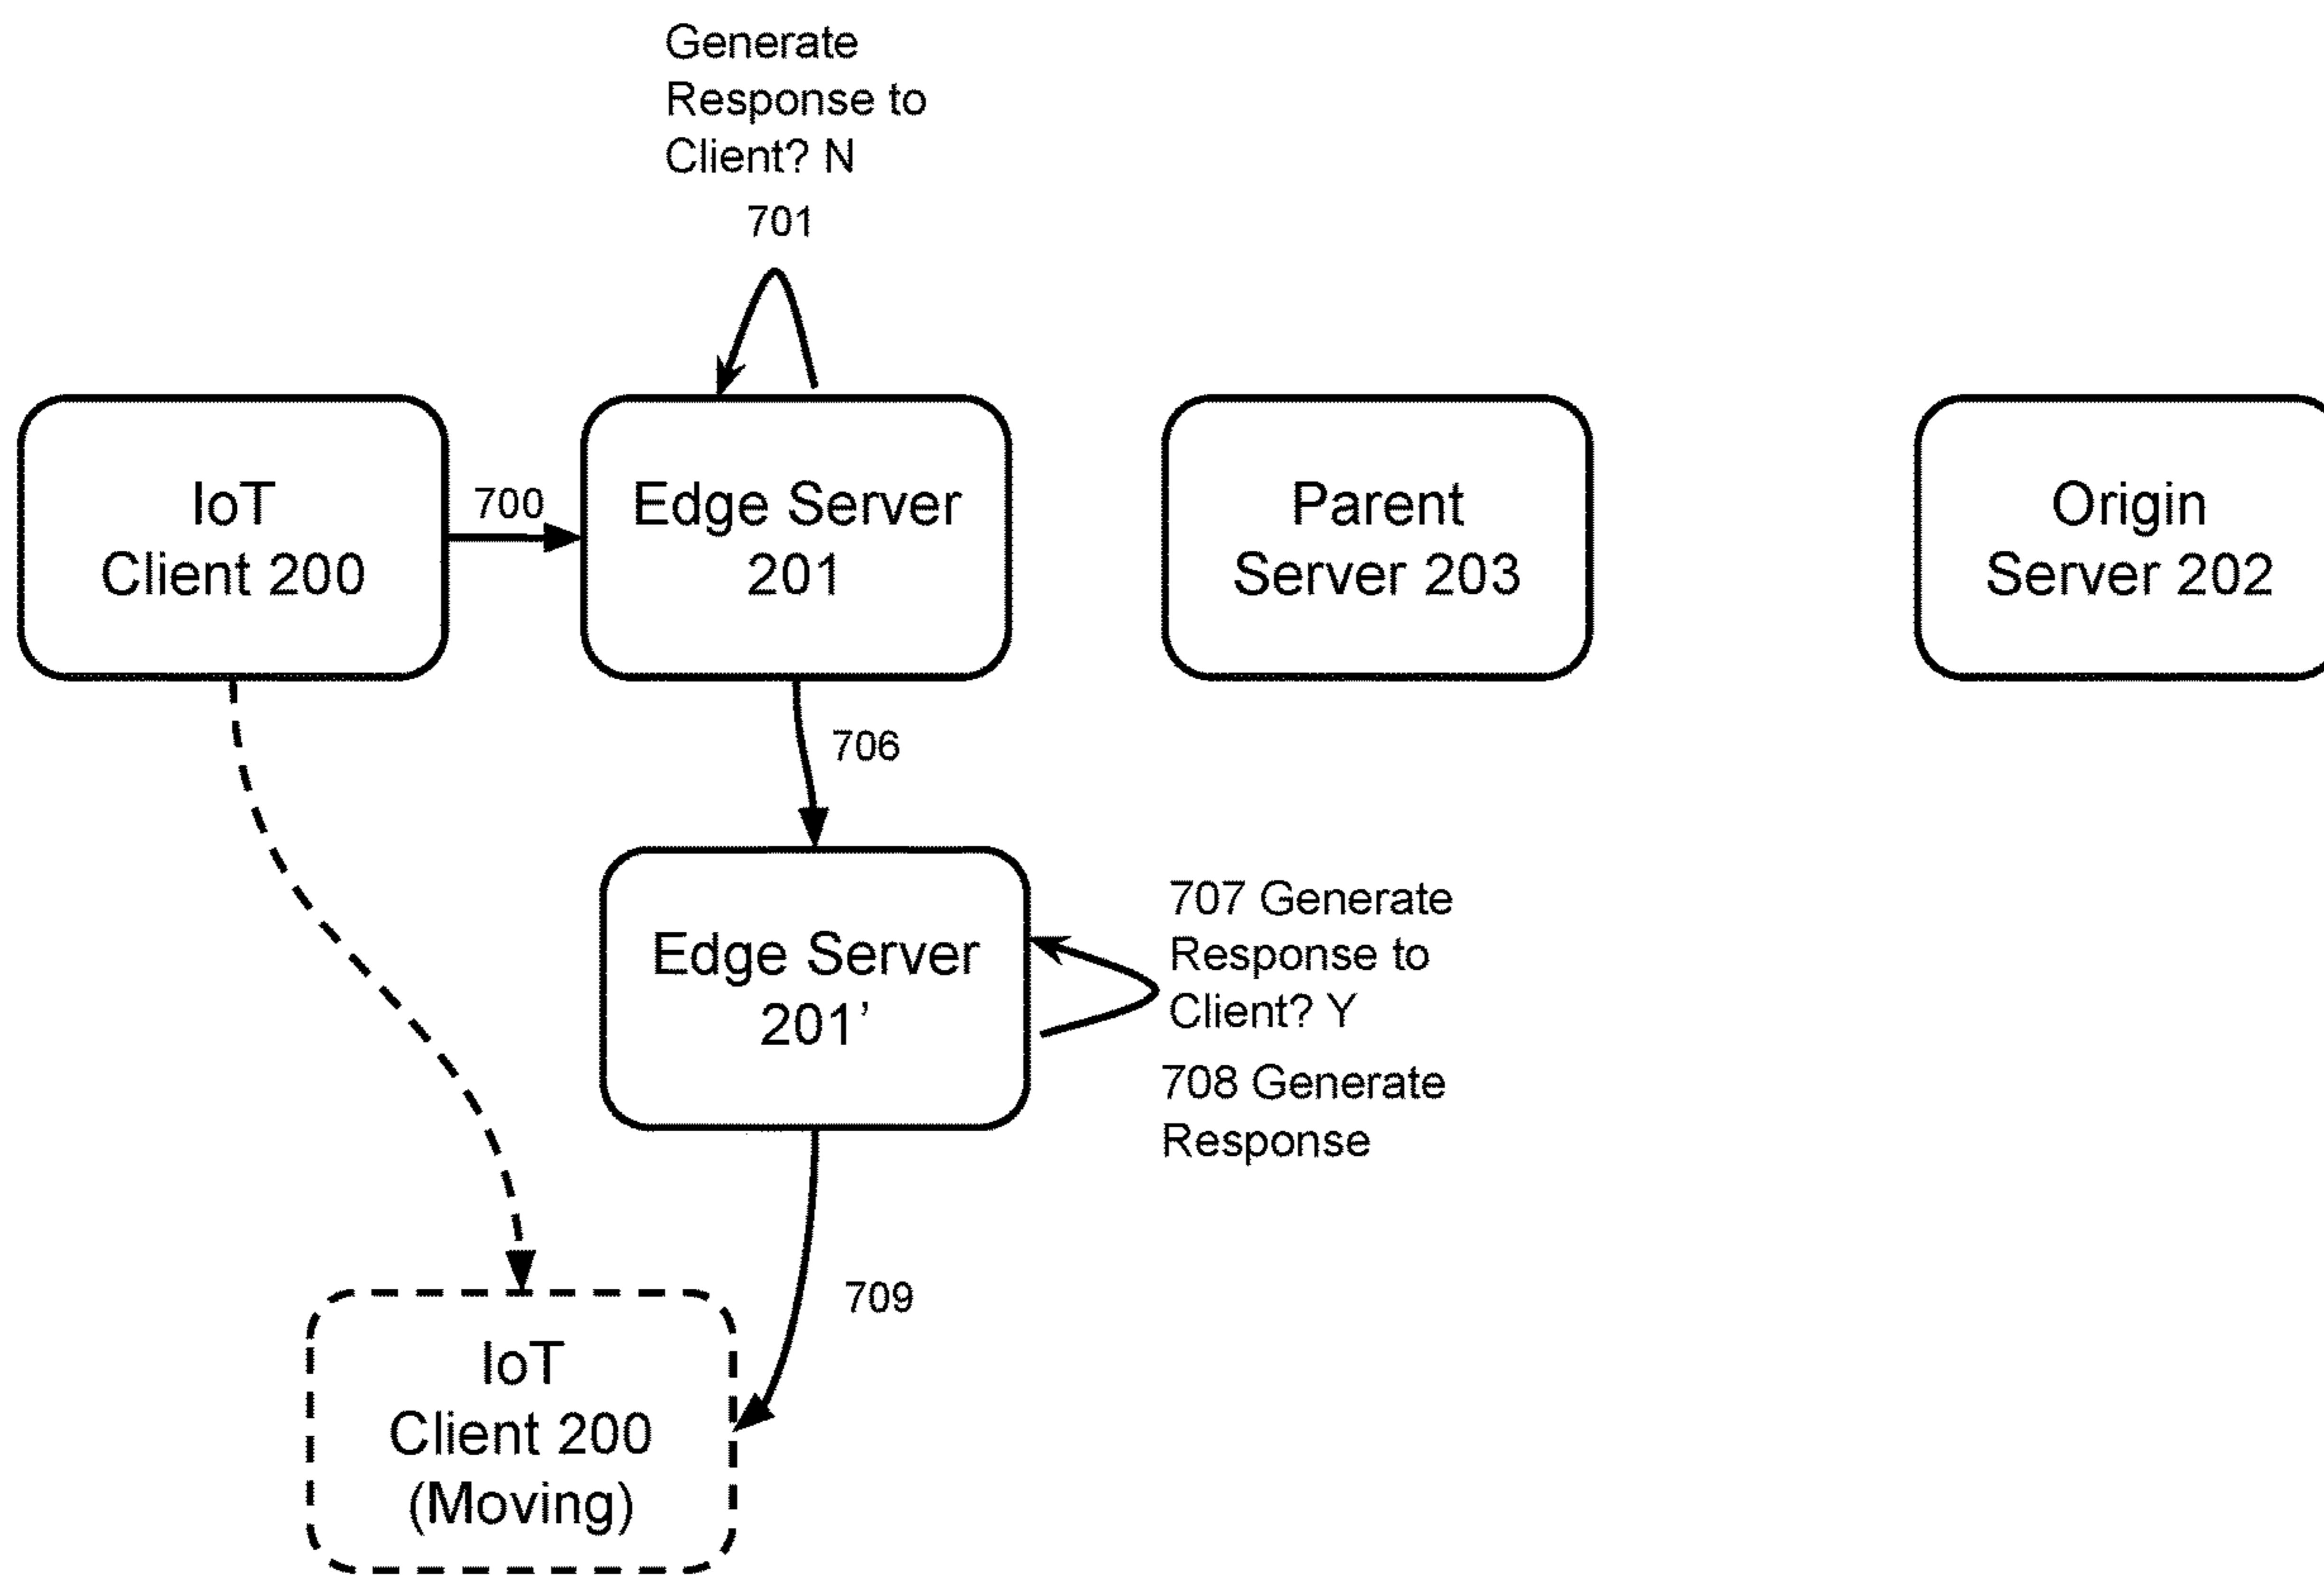 Generate
Response to
Client? N
701
IoT
Client 200
700
Edge Server
201
Parent
Server 203
Origin
Server 202
706
Edge Server
201’
707 Generate
Response to
Client? Y
708 Generate
Response
709
IoT
Client 200
(Moving)